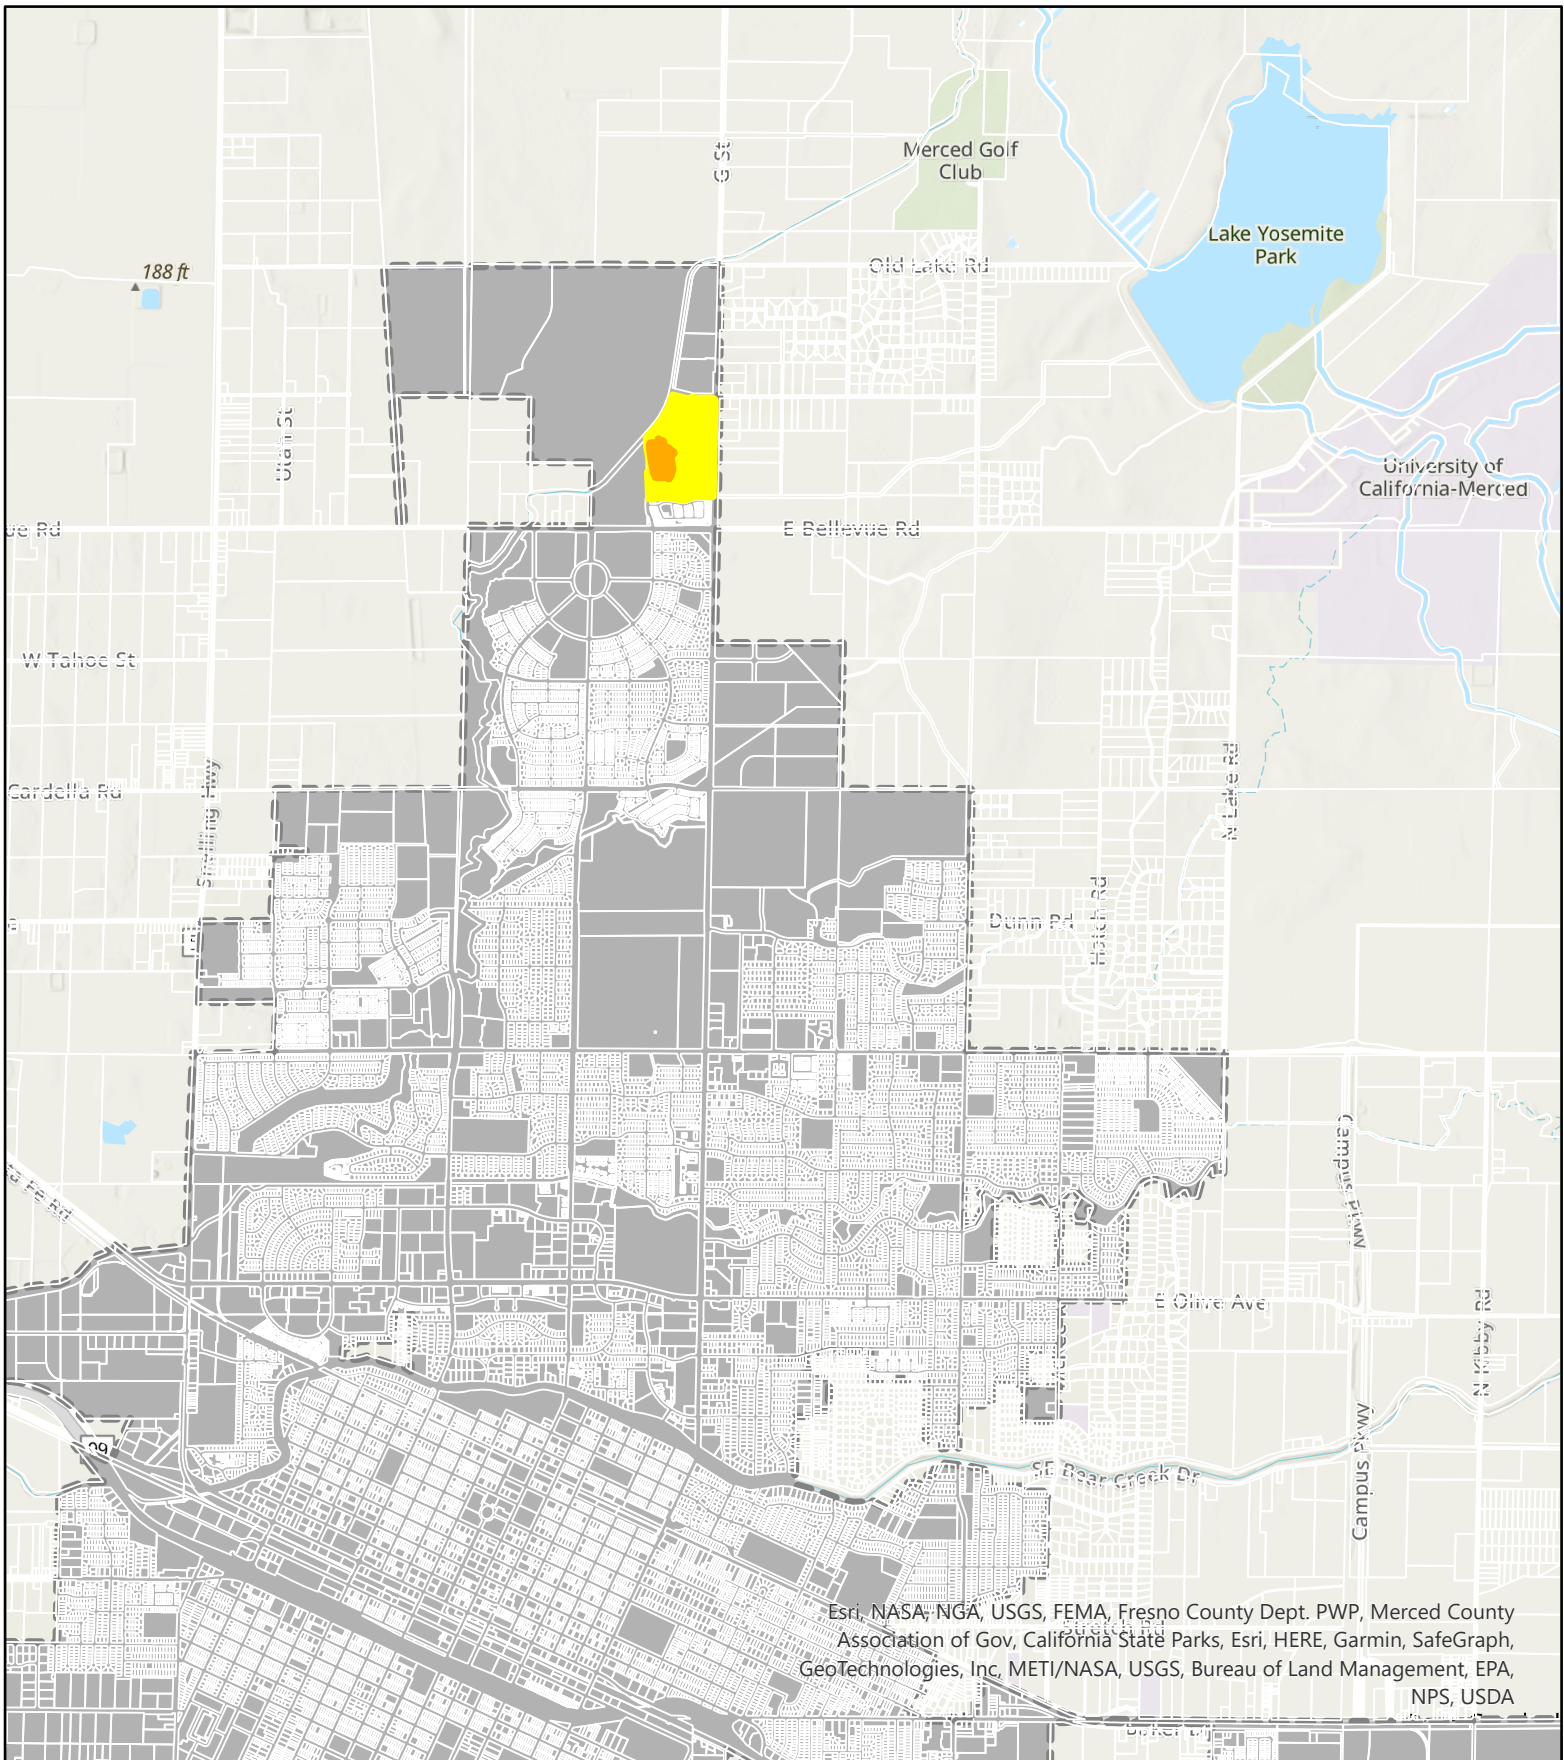 G St
Merced Golf
Club
Lake Yosemite
Park
188 ft
Old Lake Rd
Utah St
University of
California-Merced
ue Rd
E Bellevue Rd
W Tahoe St
N Lake Rd
Cardella Rd
Snelling Hwy
Hatch Rd
Dunn Rd
Campus Pkwy
ta Fe Rd
E Olive Ave
N Kibby Rd
99
SE Bear Creek Dr
Campus Pkwy
Esri, NASA, NGA, USGS, FEMA, Fresno County Dept. PWP, Merced County
Stretch Rd
Association of Gov, California State Parks, Esri, HERE, Garmin, SafeGraph,
GeoTechnologies, Inc, METI/NASA, USGS, Bureau of Land Management, EPA,
NPS, USDA